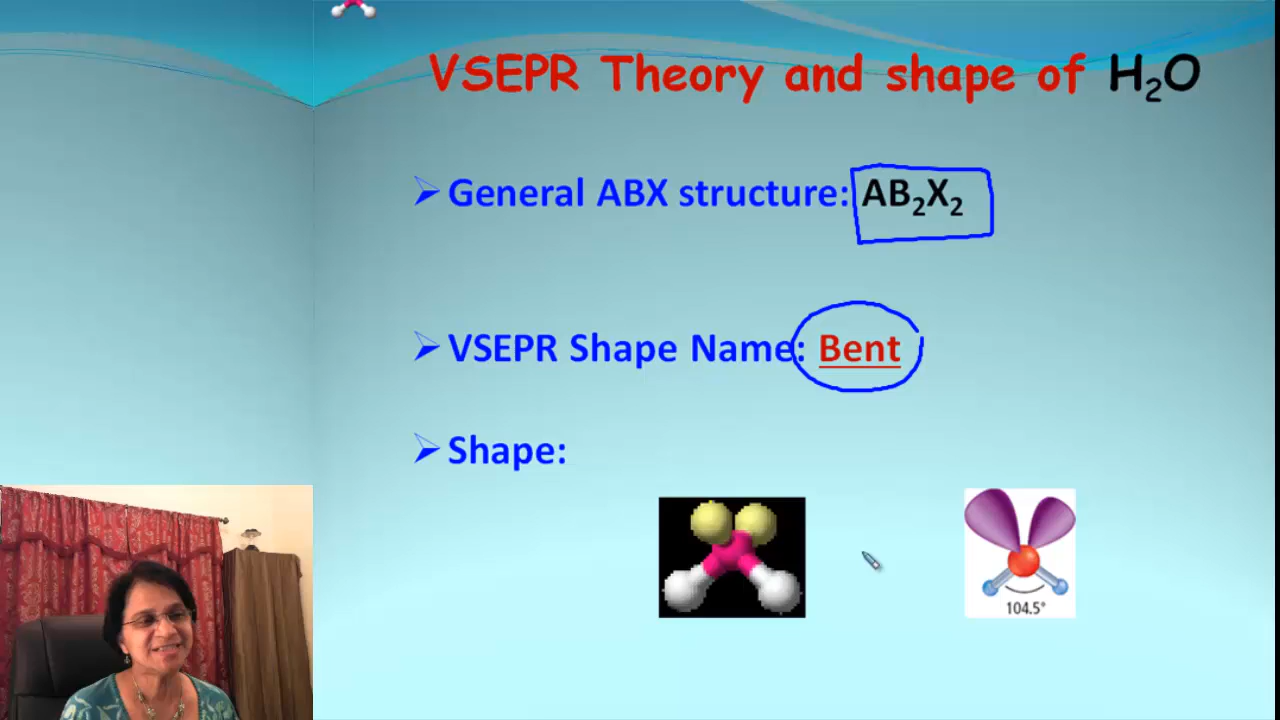 VSEPR Theory and shape of H₂O
General ABX structure: AB₂X₂
VSEPR Shape Name: Bent
Shape:
104.5°